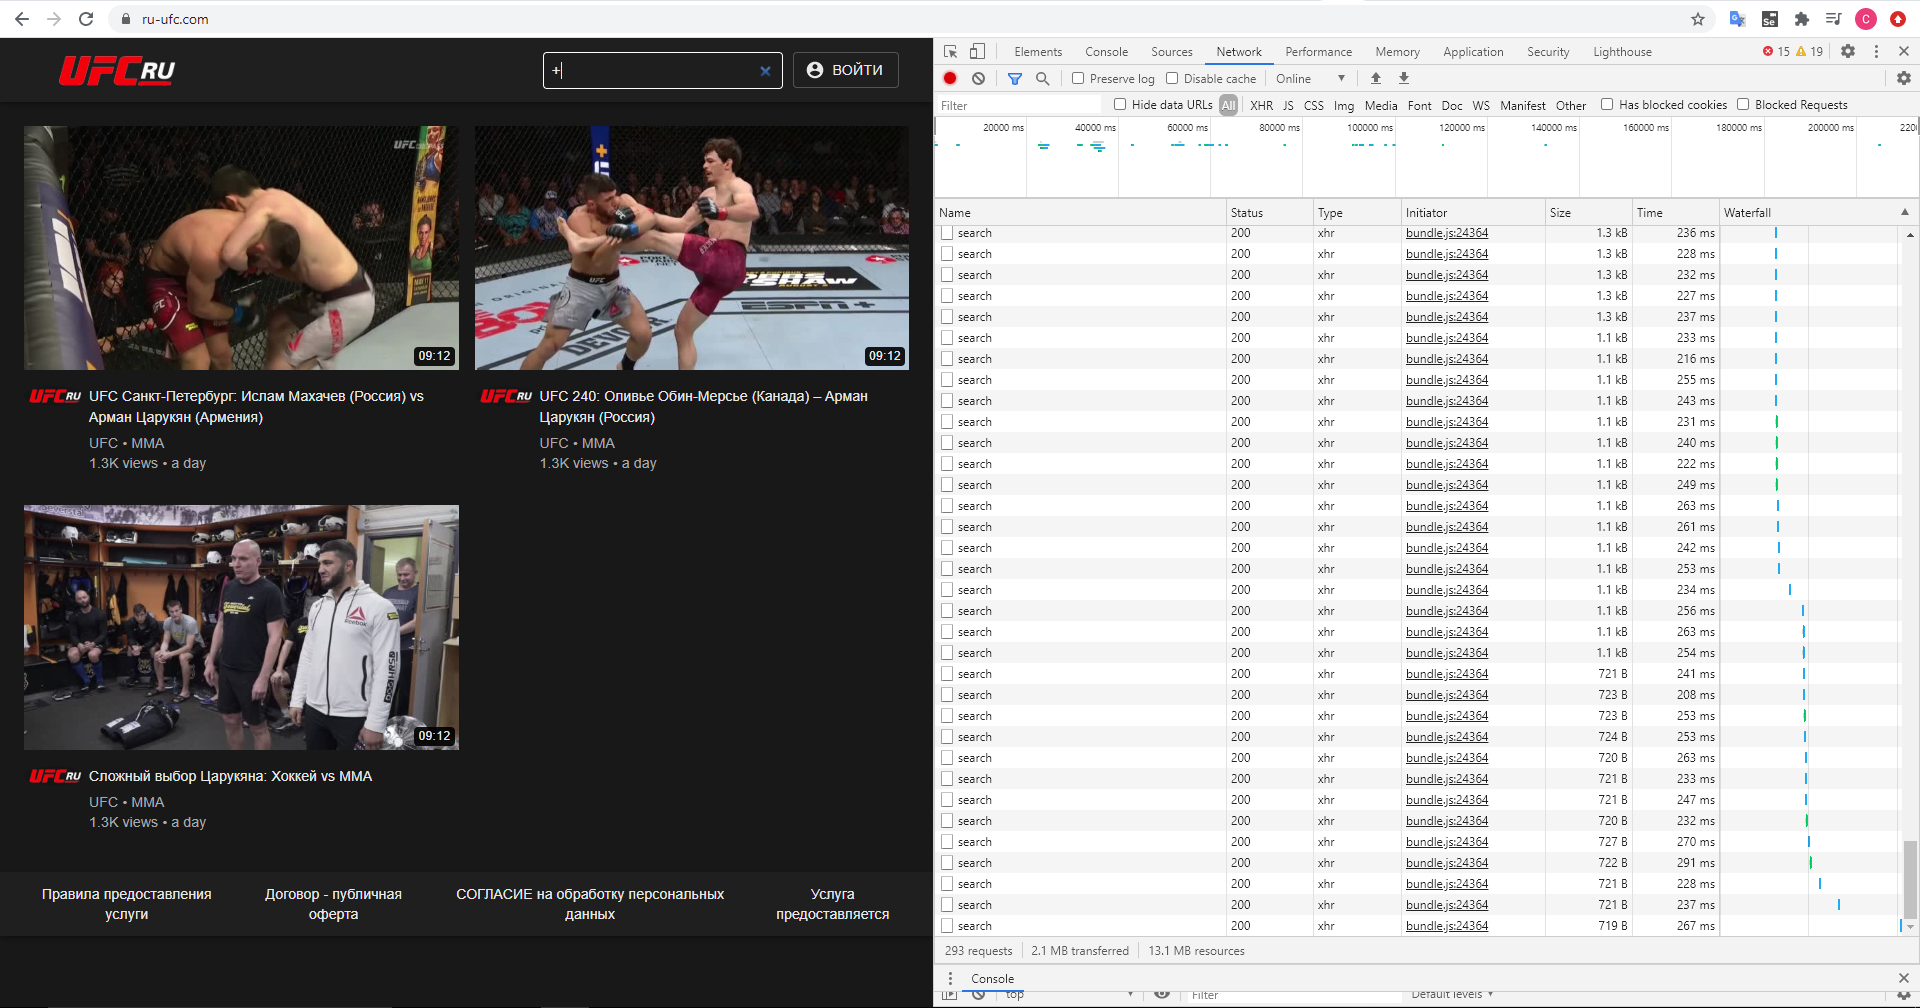 ru-ufc.com
UFC RU
+
ВОЙТИ
09:12
09:12
UFC Санкт-Петербург: Ислам Махачев (Россия) vs
Арман Царукян (Армения)
UFC • MMA
1.3K views • a day
UFC 240: Оливье Обин-Мерсье (Канада) – Арман
Царукян (Россия)
UFC • MMA
1.3K views • a day
09:12
Сложный выбор Царукяна: Хоккей vs MMA
UFC • MMA
1.3K views • a day
Правила предоставления
услуги
Договор - публичная
оферта
СОГЛАСИЕ на обработку персональных
данных
Услуга
предоставляется
Elements Console Sources Network Performance Memory Application Security Lighthouse 15 19
Preserve log Disable cache Online
Filter Hide data URLs All XHR JS CSS Img Media Font Doc WS Manifest Other Has blocked cookies Blocked Requests
20000 ms 40000 ms 60000 ms 80000 ms 100000 ms 120000 ms 140000 ms 160000 ms 180000 ms 200000 ms 220
Name Status Type Initiator Size Time Waterfall
search 200 xhr bundle.js:24364 1.3 kB 236 ms
search 200 xhr bundle.js:24364 1.3 kB 228 ms
search 200 xhr bundle.js:24364 1.3 kB 232 ms
search 200 xhr bundle.js:24364 1.3 kB 227 ms
search 200 xhr bundle.js:24364 1.3 kB 237 ms
search 200 xhr bundle.js:24364 1.1 kB 233 ms
search 200 xhr bundle.js:24364 1.1 kB 216 ms
search 200 xhr bundle.js:24364 1.1 kB 255 ms
search 200 xhr bundle.js:24364 1.1 kB 243 ms
search 200 xhr bundle.js:24364 1.1 kB 231 ms
search 200 xhr bundle.js:24364 1.1 kB 240 ms
search 200 xhr bundle.js:24364 1.1 kB 222 ms
search 200 xhr bundle.js:24364 1.1 kB 249 ms
search 200 xhr bundle.js:24364 1.1 kB 263 ms
search 200 xhr bundle.js:24364 1.1 kB 261 ms
search 200 xhr bundle.js:24364 1.1 kB 242 ms
search 200 xhr bundle.js:24364 1.1 kB 253 ms
search 200 xhr bundle.js:24364 1.1 kB 234 ms
search 200 xhr bundle.js:24364 1.1 kB 256 ms
search 200 xhr bundle.js:24364 1.1 kB 263 ms
search 200 xhr bundle.js:24364 1.1 kB 254 ms
search 200 xhr bundle.js:24364 721 B 241 ms
search 200 xhr bundle.js:24364 723 B 208 ms
search 200 xhr bundle.js:24364 723 B 253 ms
search 200 xhr bundle.js:24364 724 B 253 ms
search 200 xhr bundle.js:24364 720 B 263 ms
search 200 xhr bundle.js:24364 721 B 233 ms
search 200 xhr bundle.js:24364 721 B 247 ms
search 200 xhr bundle.js:24364 720 B 232 ms
search 200 xhr bundle.js:24364 727 B 270 ms
search 200 xhr bundle.js:24364 722 B 291 ms
search 200 xhr bundle.js:24364 721 B 228 ms
search 200 xhr bundle.js:24364 721 B 237 ms
search 200 xhr bundle.js:24364 719 B 267 ms
293 requests 2.1 MB transferred 13.1 MB resources
Console
top Filter Default levels